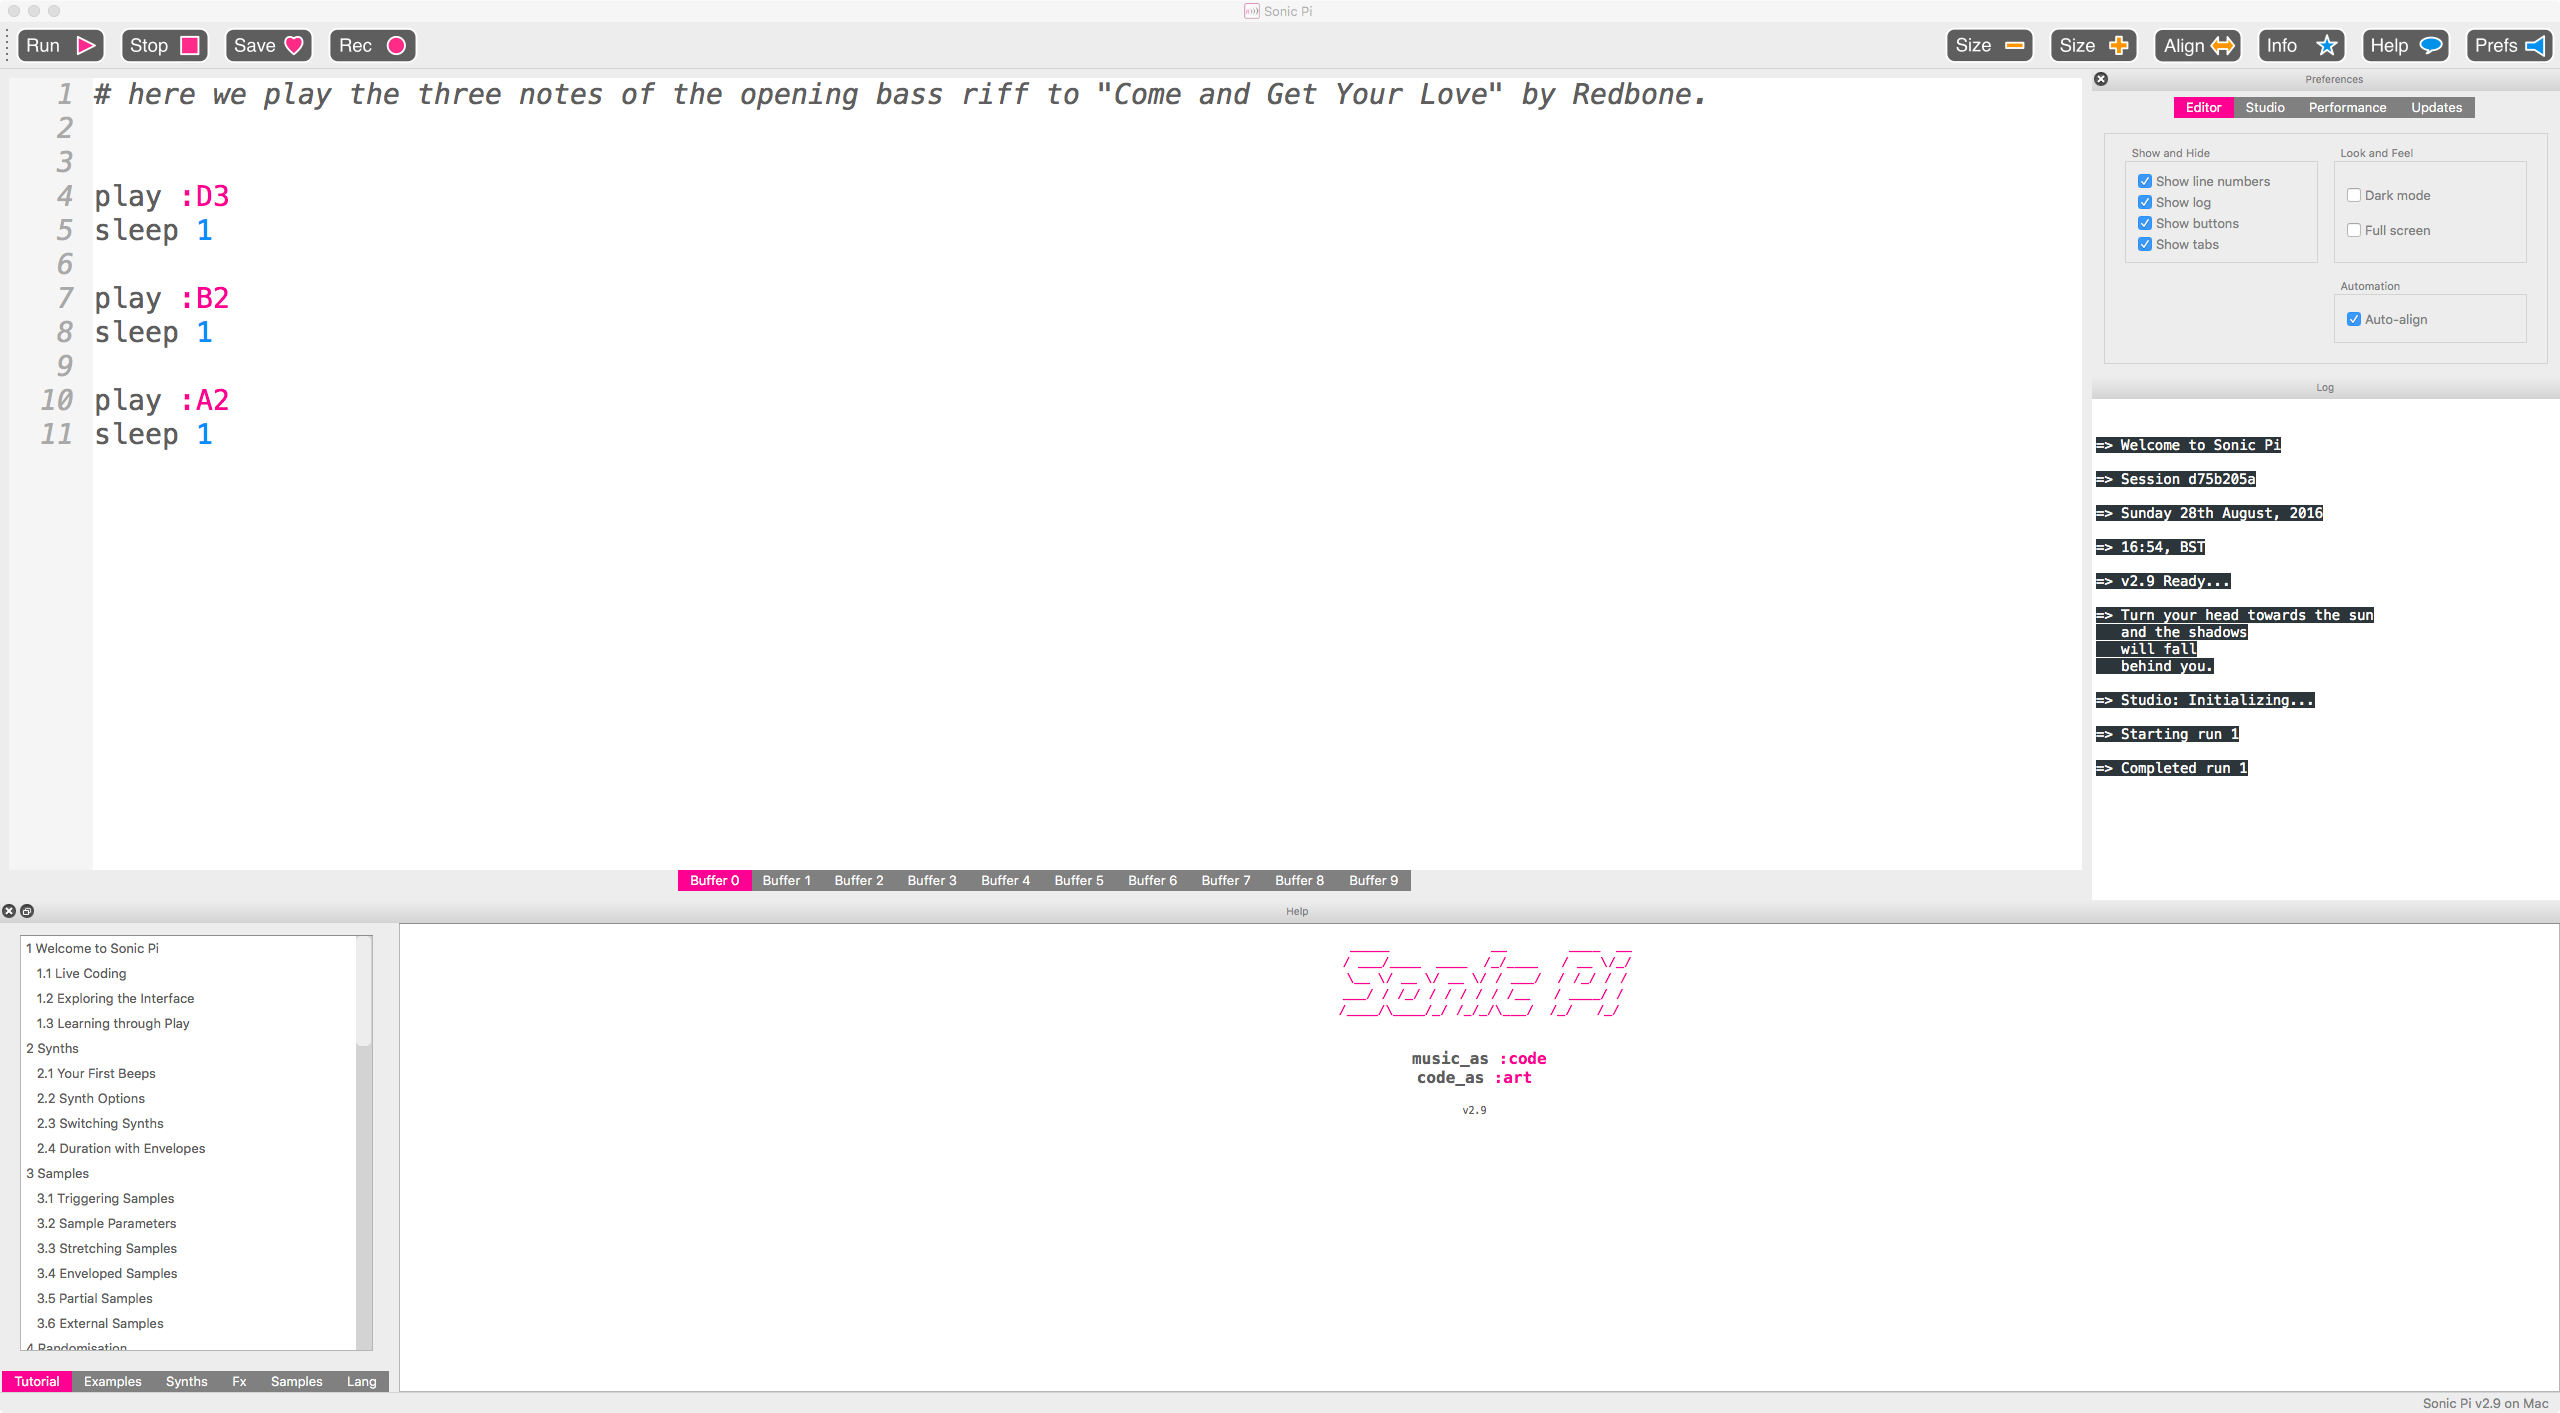 Sonic Pi
Run Stop Save Rec Size Size Align Info Help Prefs
1 # here we play the three notes of the opening bass riff to "Come and Get Your Love" by Redbone.
2
3
4 play :D3
5 sleep 1
6
7 play :B2
8 sleep 1
9
10 play :A2
11 sleep 1
Buffer 0 Buffer 1 Buffer 2 Buffer 3 Buffer 4 Buffer 5 Buffer 6 Buffer 7 Buffer 8 Buffer 9
Preferences
Editor Studio Performance Updates
Show and Hide
Show line numbers
Show log
Show buttons
Show tabs
Look and Feel
Dark mode
Full screen
Automation
Auto-align
Log
=> Welcome to Sonic Pi
=> Session d75b205a
=> Sunday 28th August, 2016
=> 16:54, BST
=> v2.9 Ready...
=> Turn your head towards the sun
and the shadows
will fall
behind you.
=> Studio: Initializing...
=> Starting run 1
=> Completed run 1
Help
1 Welcome to Sonic Pi
1.1 Live Coding
1.2 Exploring the Interface
1.3 Learning through Play
2 Synths
2.1 Your First Beeps
2.2 Synth Options
2.3 Switching Synths
2.4 Duration with Envelopes
3 Samples
3.1 Triggering Samples
3.2 Sample Parameters
3.3 Stretching Samples
3.4 Enveloped Samples
3.5 Partial Samples
3.6 External Samples
4 Randomisation
Tutorial Examples Synths Fx Samples Lang
Sonic Pi
music_as :code
code_as :art
v2.9
Sonic Pi v2.9 on Mac